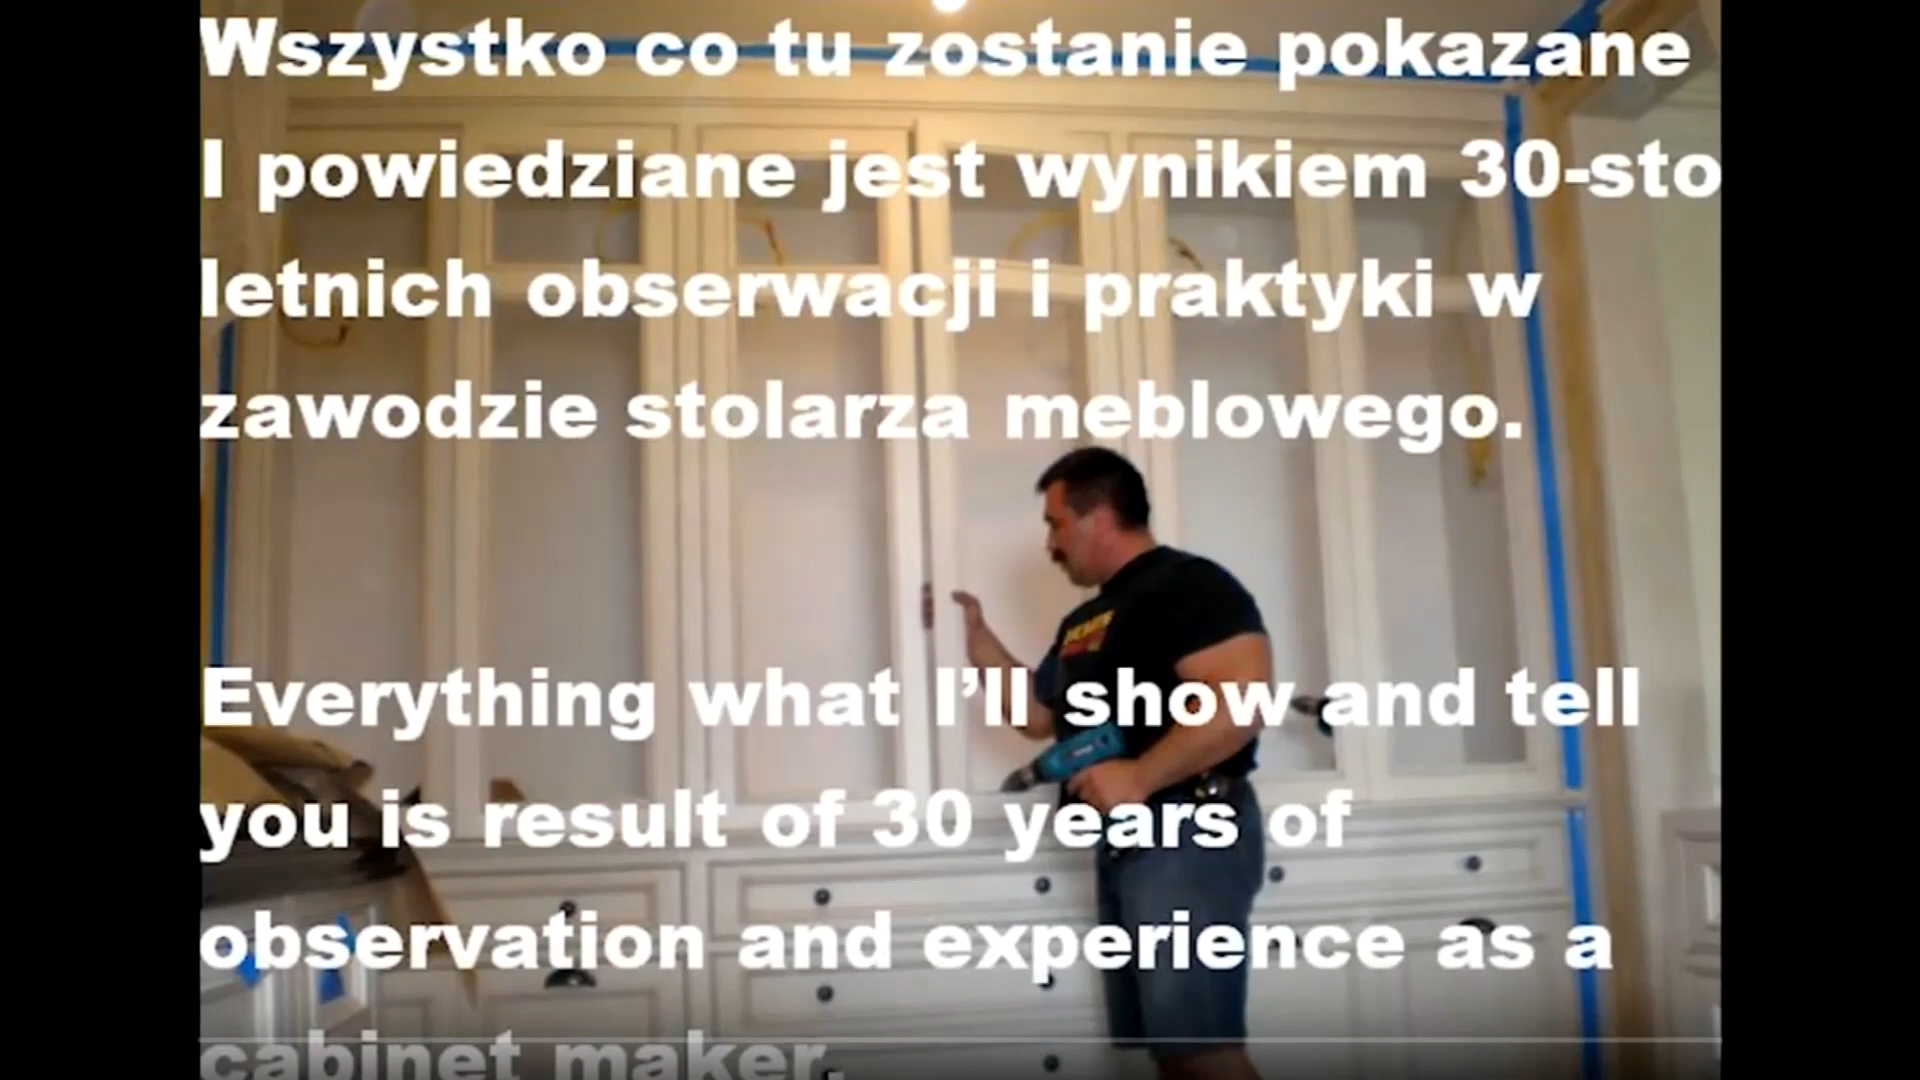 Wszystko co tu zostanie pokazane
I powiedziane jest wynikiem 30-sto
letnich obserwacji i praktyki w
zawodzie stolarza meblowego.
Everything what I'll show and tell
you is result of 30 years of
observation and experience as a
cabinet maker.